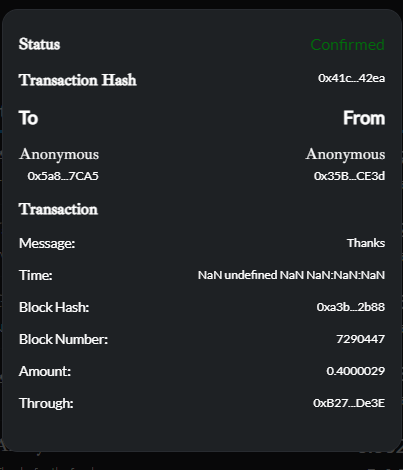 Status Confirmed
Transaction Hash 0x41c...42ea
To From
Anonymous Anonymous
0x5a8...7CA5 0x35B...CE3d
Transaction
Message: Thanks
Time: NaN undefined NaN NaN:NaN:NaN
Block Hash: 0xa3b...2b88
Block Number: 7290447
Amount: 0.4000029
Through: 0xB27...De3E